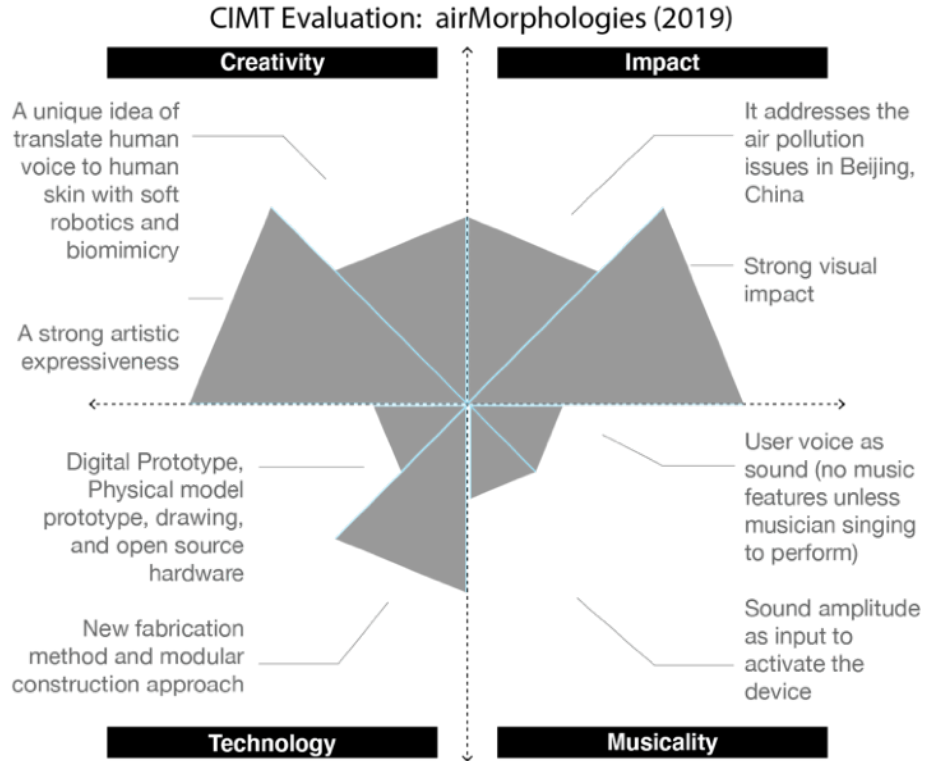 CIMT Evaluation: airMorphologies (2019)
Creativity
Impact
A unique idea of
translate human
voice to human
skin with soft
robotics and
biomimicry
A strong artistic
expressiveness
It addresses the
air pollution
issues in Beijing,
China
Strong visual
impact
Digital Prototype,
Physical model
prototype, drawing,
and open source
hardware
New fabrication
method and modular
construction approach
User voice as
sound (no music
features unless
musician singing
to perform)
Sound amplitude
as input to
activate the
device
Technology
Musicality